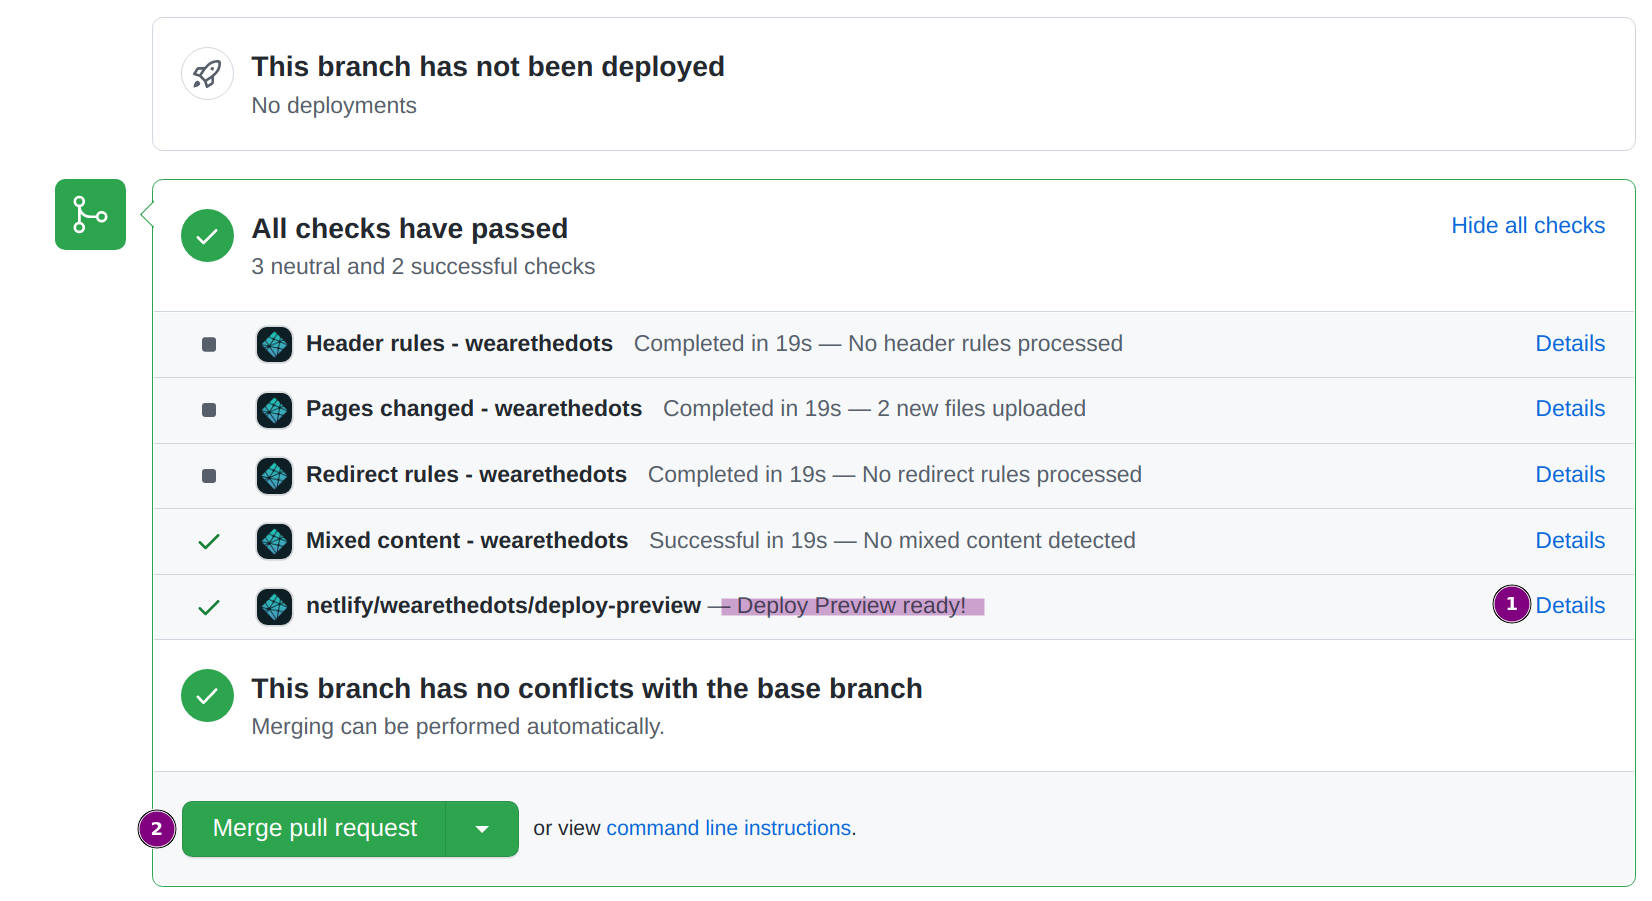 This branch has not been deployed
No deployments
All checks have passed
Hide all checks
3 neutral and 2 successful checks
Header rules - wearethedots Completed in 19s — No header rules processed Details
Pages changed - wearethedots Completed in 19s — 2 new files uploaded Details
Redirect rules - wearethedots Completed in 19s — No redirect rules processed Details
Mixed content - wearethedots Successful in 19s — No mixed content detected Details
netlify/wearethedots/deploy-preview — Deploy Preview ready! 1 Details
This branch has no conflicts with the base branch
Merging can be performed automatically.
2 Merge pull request or view command line instructions.